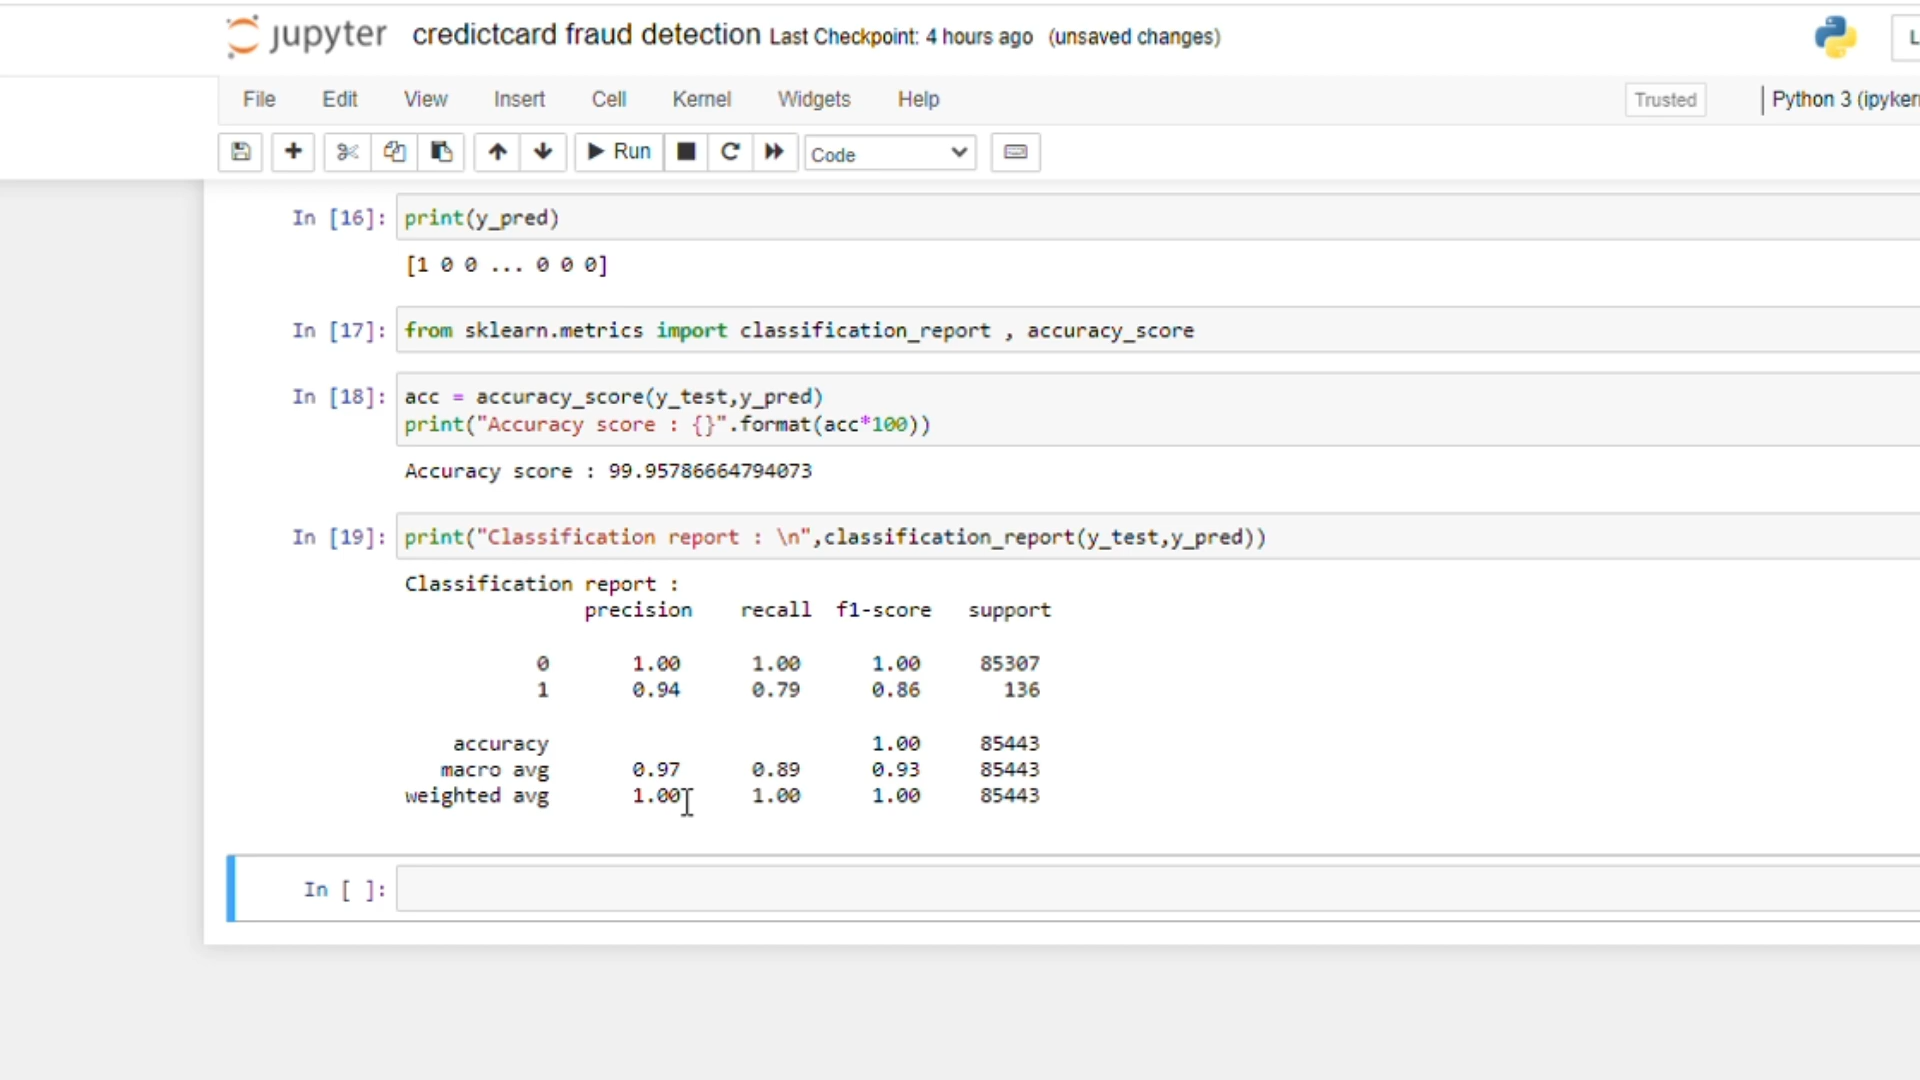 jupyter credictcard fraud detection Last Checkpoint: 4 hours ago (unsaved changes)
File Edit View Insert Cell Kernel Widgets Help Trusted Python 3 (ipyker
Run Code
In [16]: print(y_pred)
[1 0 0 ... 0 0 0]
In [17]: from sklearn.metrics import classification_report , accuracy_score
In [18]: acc = accuracy_score(y_test,y_pred)
print("Accuracy score : {}".format(acc*100))
Accuracy score : 99.95786664794073
In [19]: print("Classification report : \n",classification_report(y_test,y_pred))
Classification report :
precision recall f1-score support
0 1.00 1.00 1.00 85307
1 0.94 0.79 0.86 136
accuracy 1.00 85443
macro avg 0.97 0.89 0.93 85443
weighted avg 1.00 1.00 1.00 85443
In [ ]: